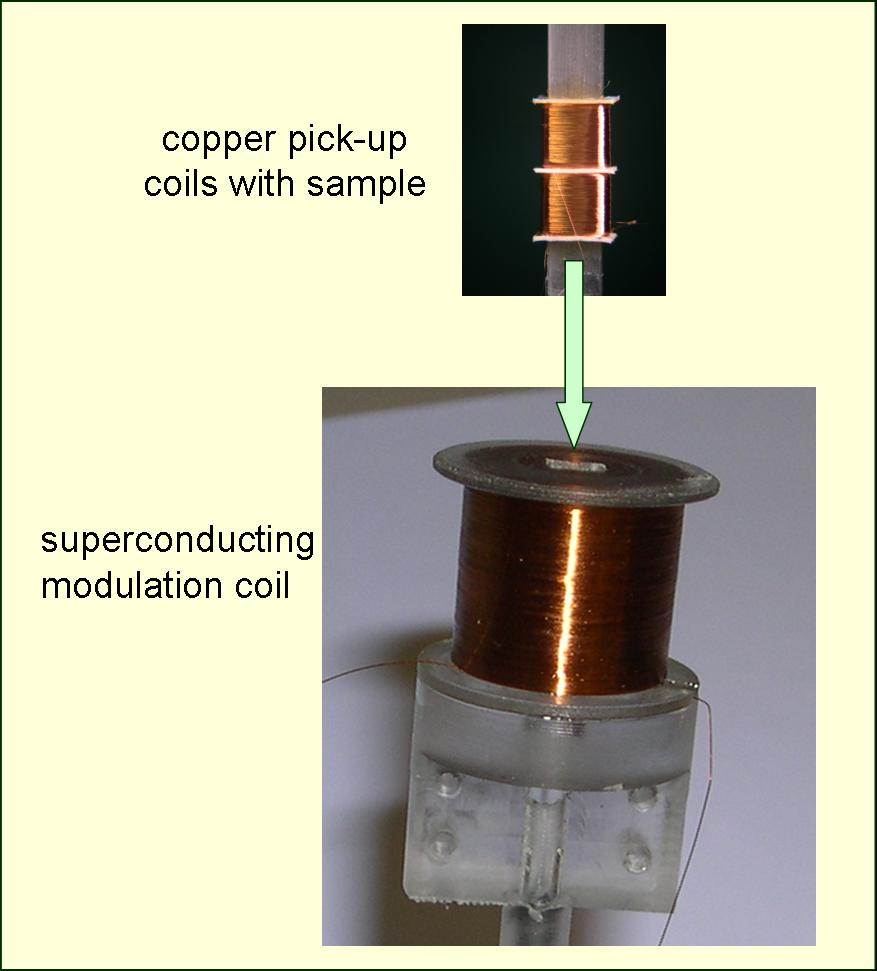 copper pick-up
coils with sample
superconducting
modulation coil